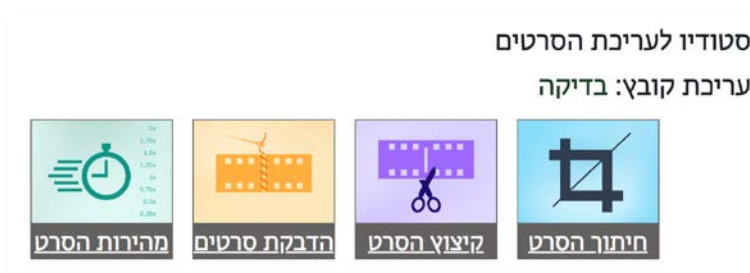 סטודיו לעריכת הסרטים
עריכת קובץ: בדיקה
חיתוך הסרט
קיצוץ הסרט
הדבקת סרטים
מהירות הסרט